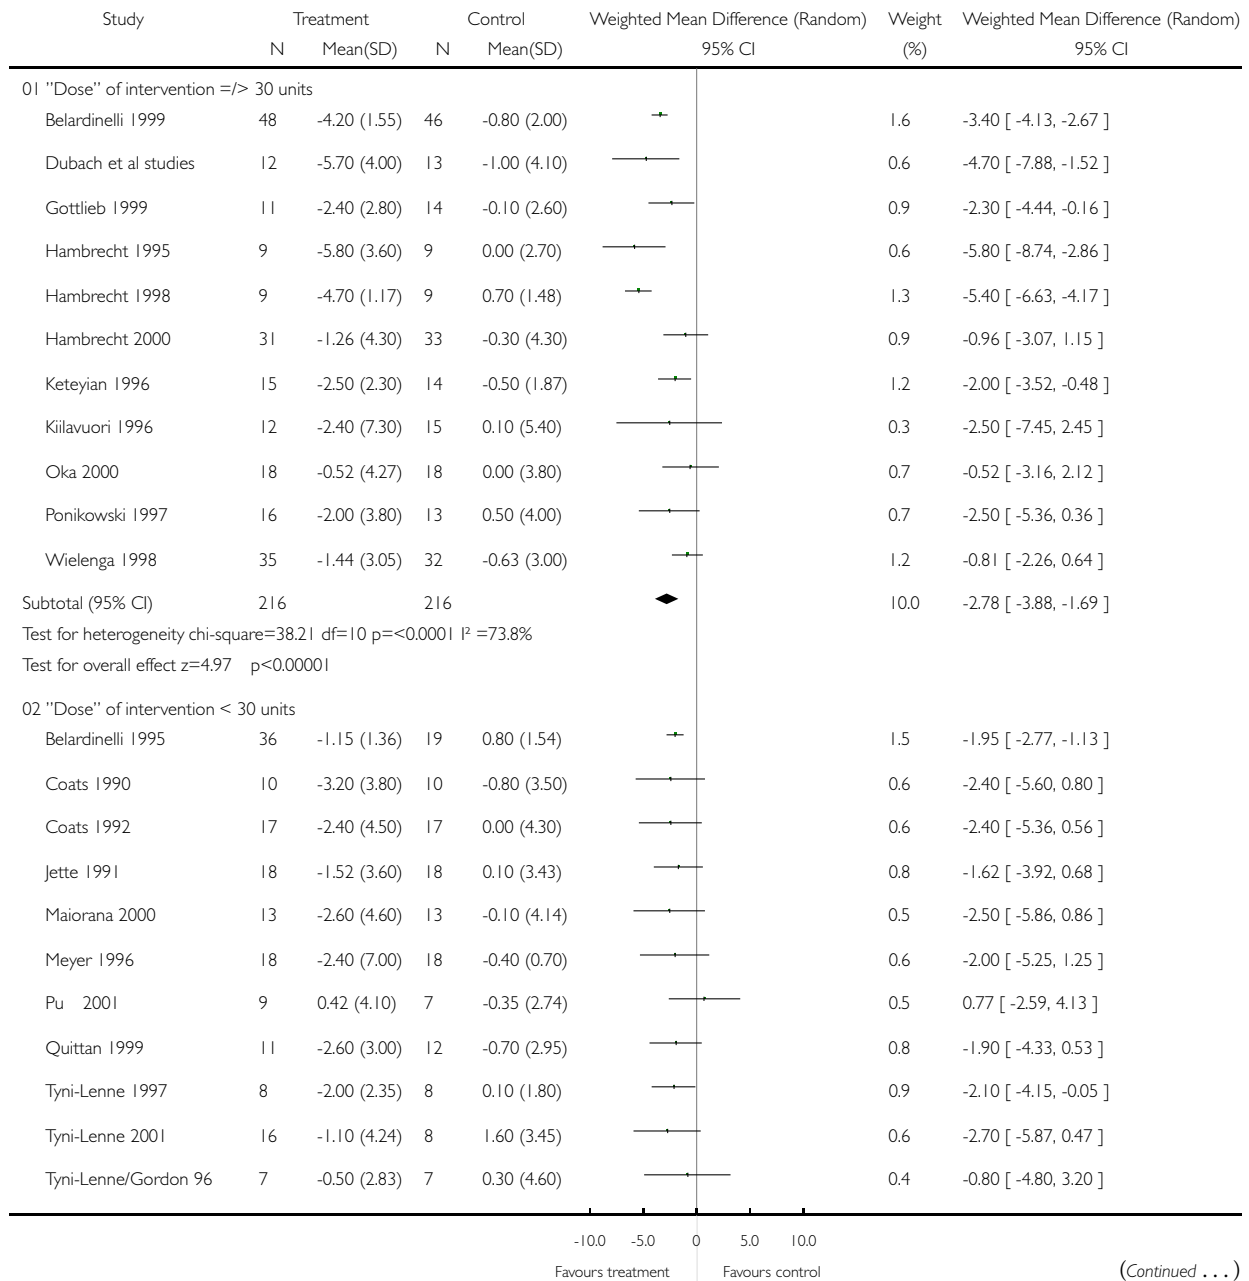 Study Treatment Control Weighted Mean Difference (Random) Weight Weighted Mean Difference (Random)
N Mean(SD) N Mean(SD) 95% CI (%) 95% CI
01 ”Dose” of intervention =/> 30 units
Belardinelli 1999 48 -4.20 (1.55) 46 -0.80 (2.00) 1.6 -3.40 [ -4.13, -2.67 ]
Dubach et al studies 12 -5.70 (4.00) 13 -1.00 (4.10) 0.6 -4.70 [ -7.88, -1.52 ]
Gottlieb 1999 11 -2.40 (2.80) 14 -0.10 (2.60) 0.9 -2.30 [ -4.44, -0.16 ]
Hambrecht 1995 9 -5.80 (3.60) 9 0.00 (2.70) 0.6 -5.80 [ -8.74, -2.86 ]
Hambrecht 1998 9 -4.70 (1.17) 9 0.70 (1.48) 1.3 -5.40 [ -6.63, -4.17 ]
Hambrecht 2000 31 -1.26 (4.30) 33 -0.30 (4.30) 0.9 -0.96 [ -3.07, 1.15 ]
Keteyian 1996 15 -2.50 (2.30) 14 -0.50 (1.87) 1.2 -2.00 [ -3.52, -0.48 ]
Kiilavuori 1996 12 -2.40 (7.30) 15 0.10 (5.40) 0.3 -2.50 [ -7.45, 2.45 ]
Oka 2000 18 -0.52 (4.27) 18 0.00 (3.80) 0.7 -0.52 [ -3.16, 2.12 ]
Ponikowski 1997 16 -2.00 (3.80) 13 0.50 (4.00) 0.7 -2.50 [ -5.36, 0.36 ]
Wielenga 1998 35 -1.44 (3.05) 32 -0.63 (3.00) 1.2 -0.81 [ -2.26, 0.64 ]
Subtotal (95% CI) 216 216 10.0 -2.78 [ -3.88, -1.69 ]
Test for heterogeneity chi-square=38.21 df=10 p=<0.0001 I² =73.8%
Test for overall effect z=4.97 p<0.00001
02 ”Dose” of intervention < 30 units
Belardinelli 1995 36 -1.15 (1.36) 19 0.80 (1.54) 1.5 -1.95 [ -2.77, -1.13 ]
Coats 1990 10 -3.20 (3.80) 10 -0.80 (3.50) 0.6 -2.40 [ -5.60, 0.80 ]
Coats 1992 17 -2.40 (4.50) 17 0.00 (4.30) 0.6 -2.40 [ -5.36, 0.56 ]
Jette 1991 18 -1.52 (3.60) 18 0.10 (3.43) 0.8 -1.62 [ -3.92, 0.68 ]
Maiorana 2000 13 -2.60 (4.60) 13 -0.10 (4.14) 0.5 -2.50 [ -5.86, 0.86 ]
Meyer 1996 18 -2.40 (7.00) 18 -0.40 (0.70) 0.6 -2.00 [ -5.25, 1.25 ]
Pu 2001 9 0.42 (4.10) 7 -0.35 (2.74) 0.5 0.77 [ -2.59, 4.13 ]
Quittan 1999 11 -2.60 (3.00) 12 -0.70 (2.95) 0.8 -1.90 [ -4.33, 0.53 ]
Tyni-Lenne 1997 8 -2.00 (2.35) 8 0.10 (1.80) 0.9 -2.10 [ -4.15, -0.05 ]
Tyni-Lenne 2001 16 -1.10 (4.24) 8 1.60 (3.45) 0.6 -2.70 [ -5.87, 0.47 ]
Tyni-Lenne/Gordon 96 7 -0.50 (2.83) 7 0.30 (4.60) 0.4 -0.80 [ -4.80, 3.20 ]
-10.0 -5.0 0 5.0 10.0
Favours treatment Favours control (Continued . . . )